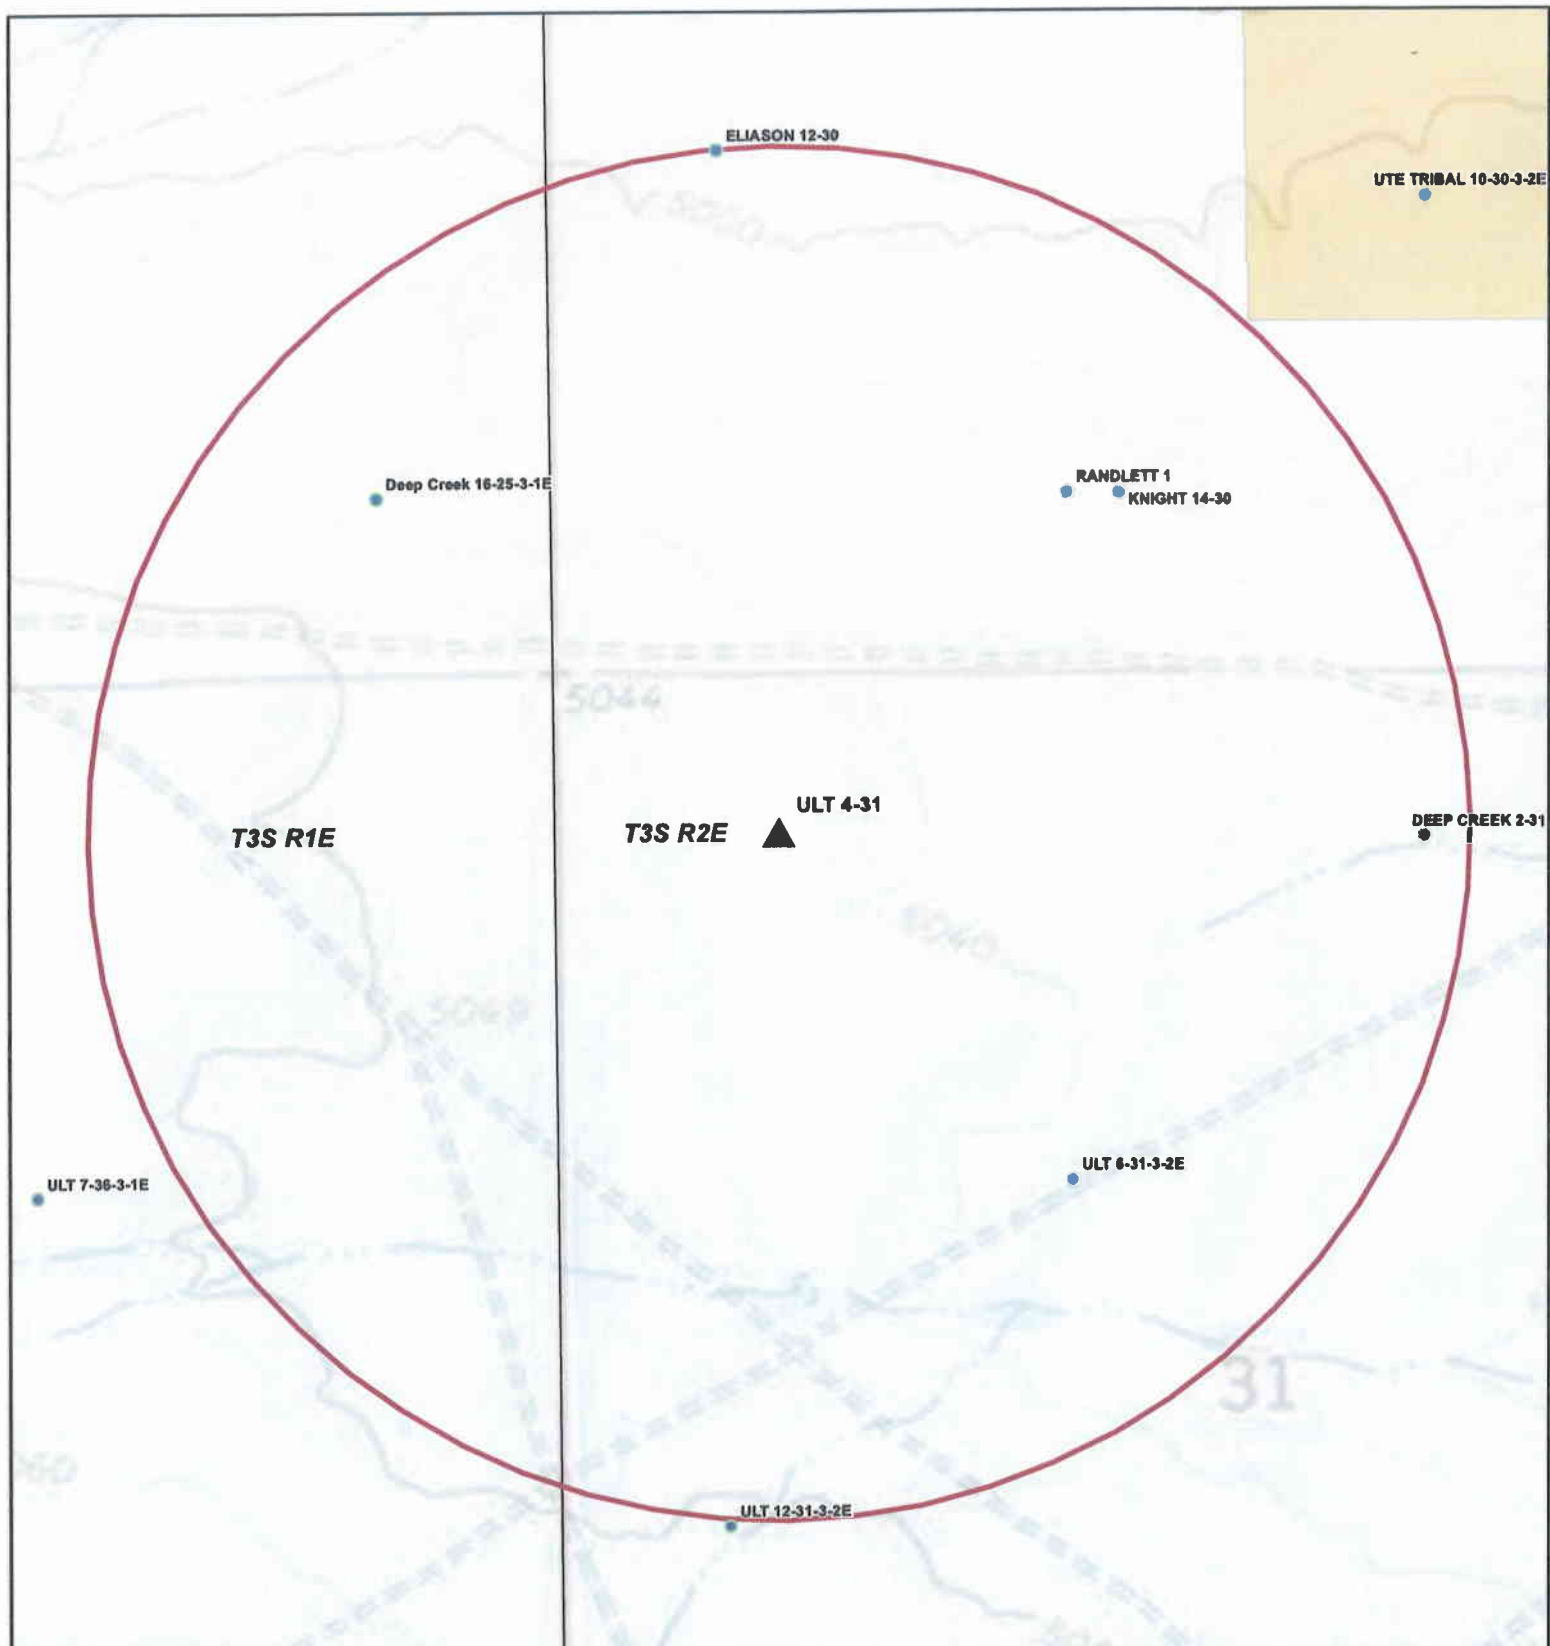 ELIASON 12-30
UTE TRIBAL 10-30-3-2E
5050
Deep Creek 16-25-3-1E
RANDLETT 1
KNIGHT 14-30
5044
ULT 4-31
T3S R1E
T3S R2E
DEEP CREEK 2-31
5040
5049
ULT 7-36-3-1E
ULT 6-31-3-2E
31
ULT 12-31-3-2E